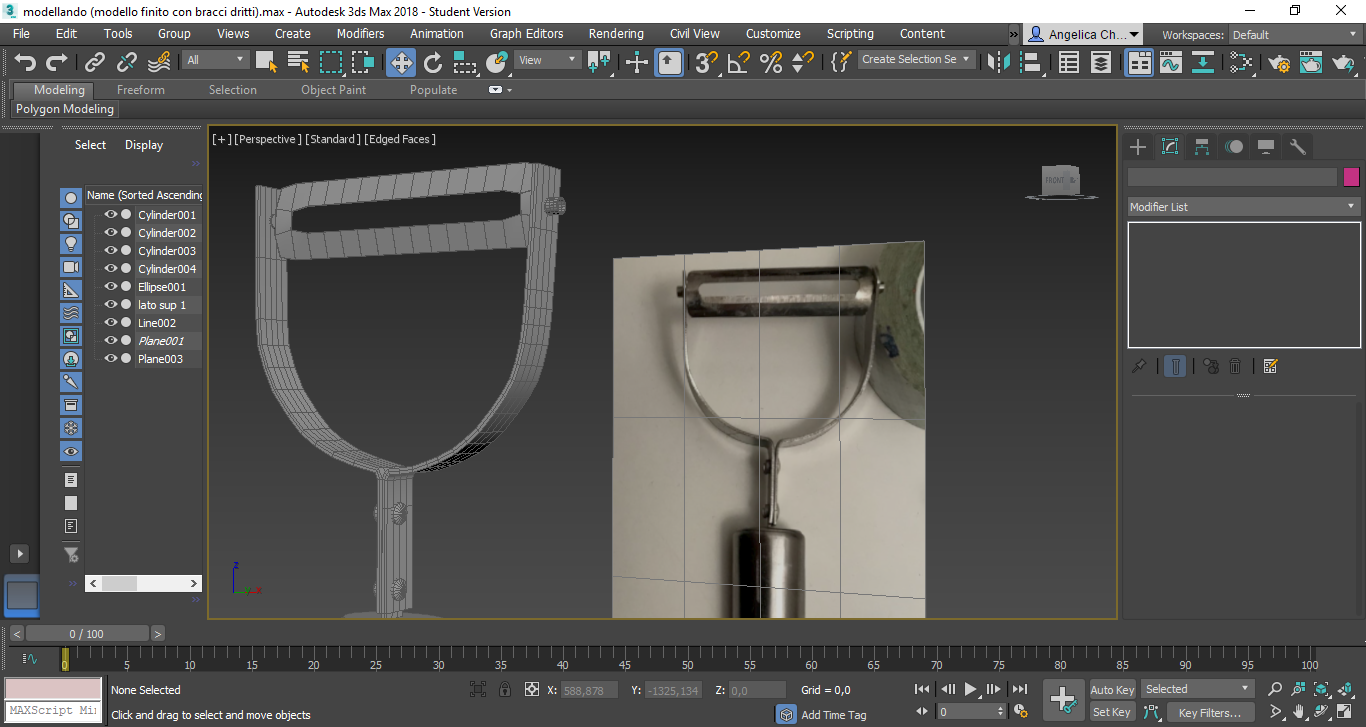 modellando (modello finito con bracci dritti).max - Autodesk 3ds Max 2018 - Student Version
File Edit Tools Group Views Create Modifiers Animation Graph Editors Rendering Civil View Customize Scripting Content Angelica Ch... Workspaces: Default
All View Create Selection Se
Modeling Freeform Selection Object Paint Populate
Polygon Modeling
Select Display
[+] [Perspective ] [Standard ] [Edged Faces ]
FRONT
Name (Sorted Ascending
Modifier List
Cylinder001
Cylinder002
Cylinder003
Cylinder004
Ellipse001
lato sup 1
Line002
Plane001
Plane003
z
x
0 / 100
0 5 10 15 20 25 30 35 40 45 50 55 60 65 70 75 80 85 90 95 100
None Selected X: 588,878 Y: -1325,134 Z: 0,0 Grid = 0,0 Auto Key Selected
MAXScript Mi
Click and drag to select and move objects Add Time Tag 0 Set Key Key Filters...